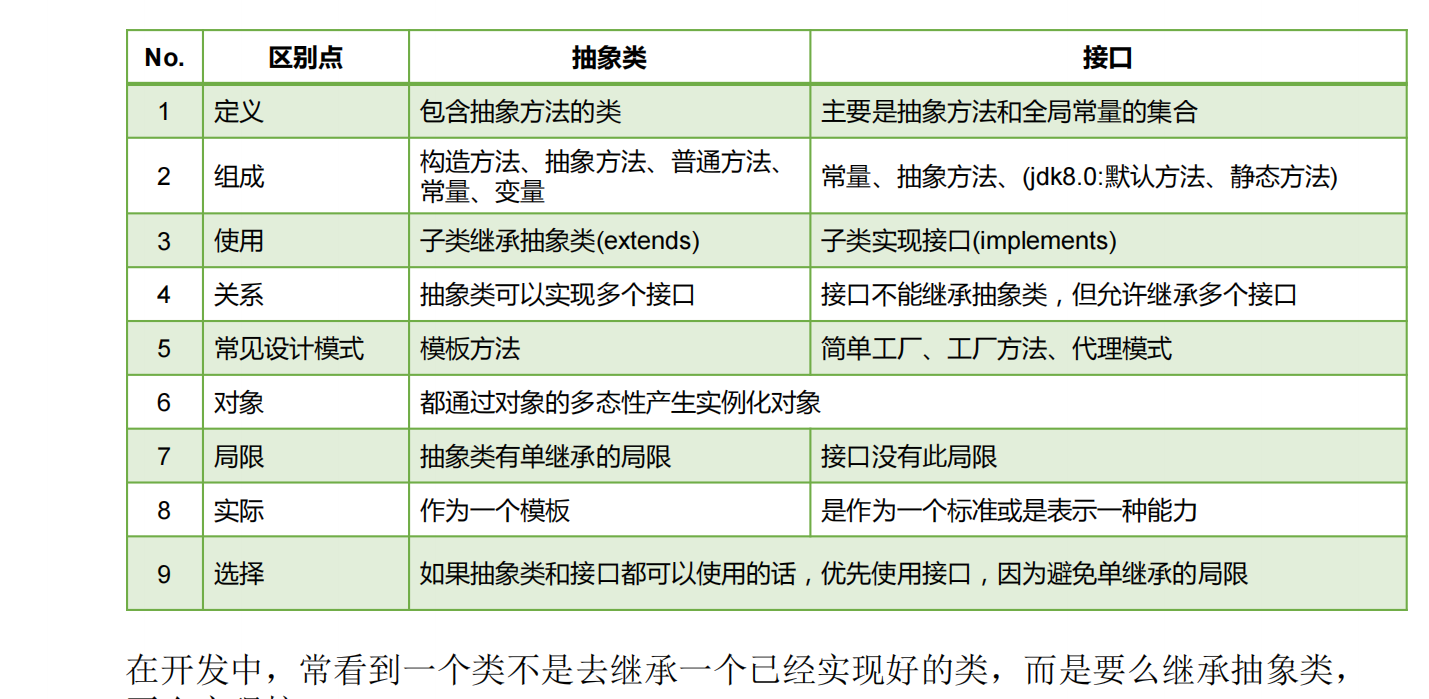 No. 区别点 抽象类 接口
1 定义 包含抽象方法的类 主要是抽象方法和全局常量的集合
2 组成 构造方法、抽象方法、普通方法、
常量、变量 常量、抽象方法、(jdk8.0:默认方法、静态方法)
3 使用 子类继承抽象类(extends) 子类实现接口(implements)
4 关系 抽象类可以实现多个接口 接口不能继承抽象类，但允许继承多个接口
5 常见设计模式 模板方法 简单工厂、工厂方法、代理模式
6 对象 都通过对象的多态性产生实例化对象
7 局限 抽象类有单继承的局限 接口没有此局限
8 实际 作为一个模板 是作为一个标准或是表示一种能力
9 选择 如果抽象类和接口都可以使用的话，优先使用接口，因为避免单继承的局限
在开发中，常看到一个类不是去继承一个已经实现好的类，而是要么继承抽象类，